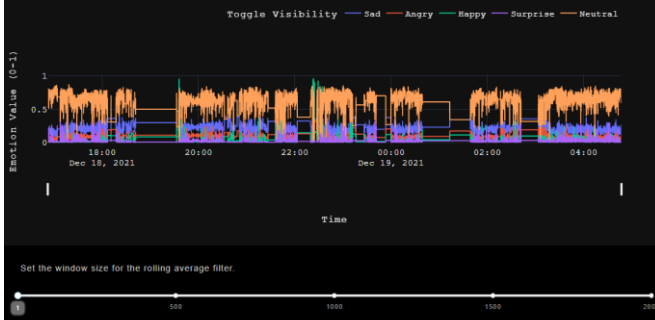 Toggle Visibility Sad Angry Happy Surprise Neutral
Emotion Value (0-1)
1
0.5
0
18:00 20:00 22:00 00:00 02:00 04:00
Dec 18, 2021 Dec 19, 2021
Time
Set the window size for the rolling average filter.
1 500 1000 1500